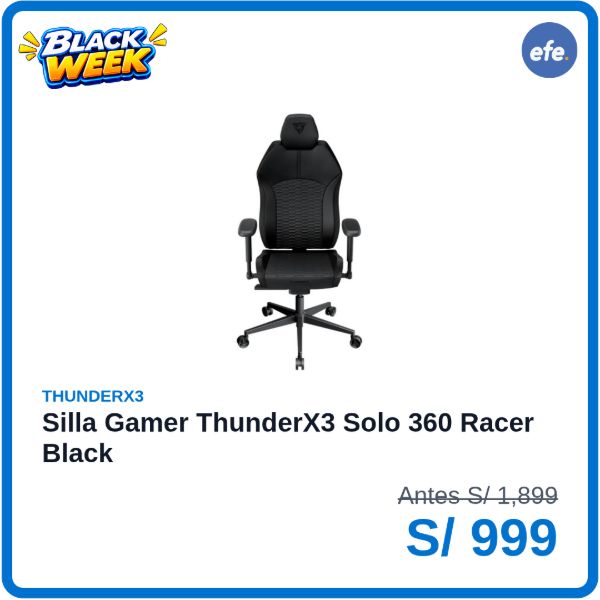 BLACK
WEEK
efe.
THUNDERX3
Silla Gamer ThunderX3 Solo 360 Racer
Black
Antes S/ 1,899
S/ 999